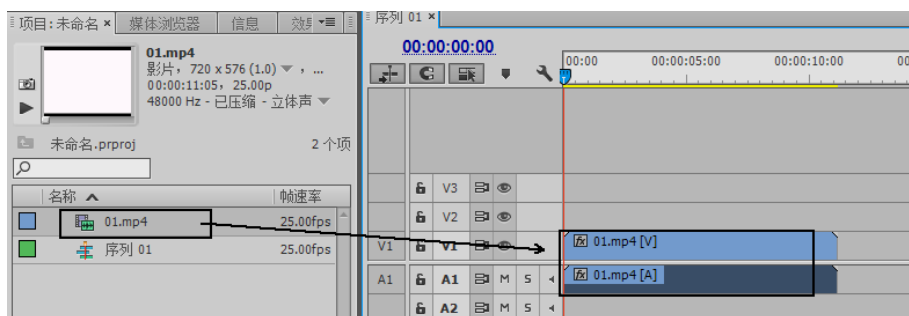 项目:未命名 ×
媒体浏览器
信息
01.mp4
影片，720 x 576 (1.0) ，...
00:00:11:05，25.00p
48000 Hz - 已压缩 - 立体声
未命名.prproj
2 个项
名称
帧速率
01.mp4
25.00fps
序列 01
25.00fps
序列 01 ×
00:00:00:00
00:00
00:00:05:00
00:00:10:00
00
V3
V2
V1
V1
fx 01.mp4 [V]
A1
A1
M
S
fx 01.mp4 [A]
A2
M
S